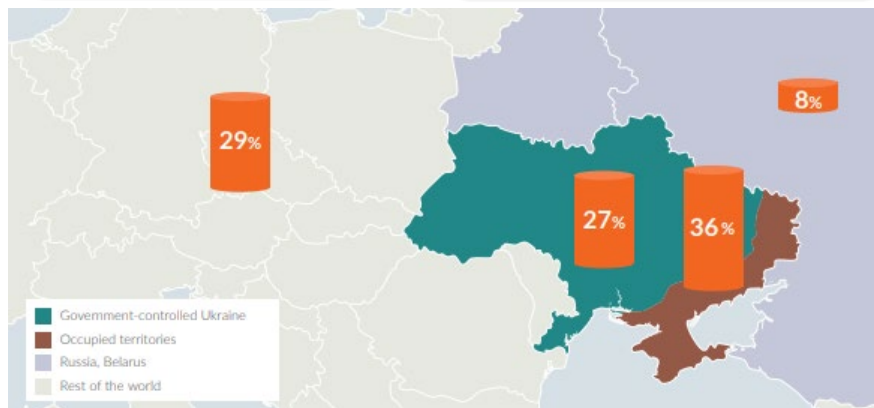 8%
29%
27%
36%
Government-controlled Ukraine
Occupied territories
Russia, Belarus
Rest of the world